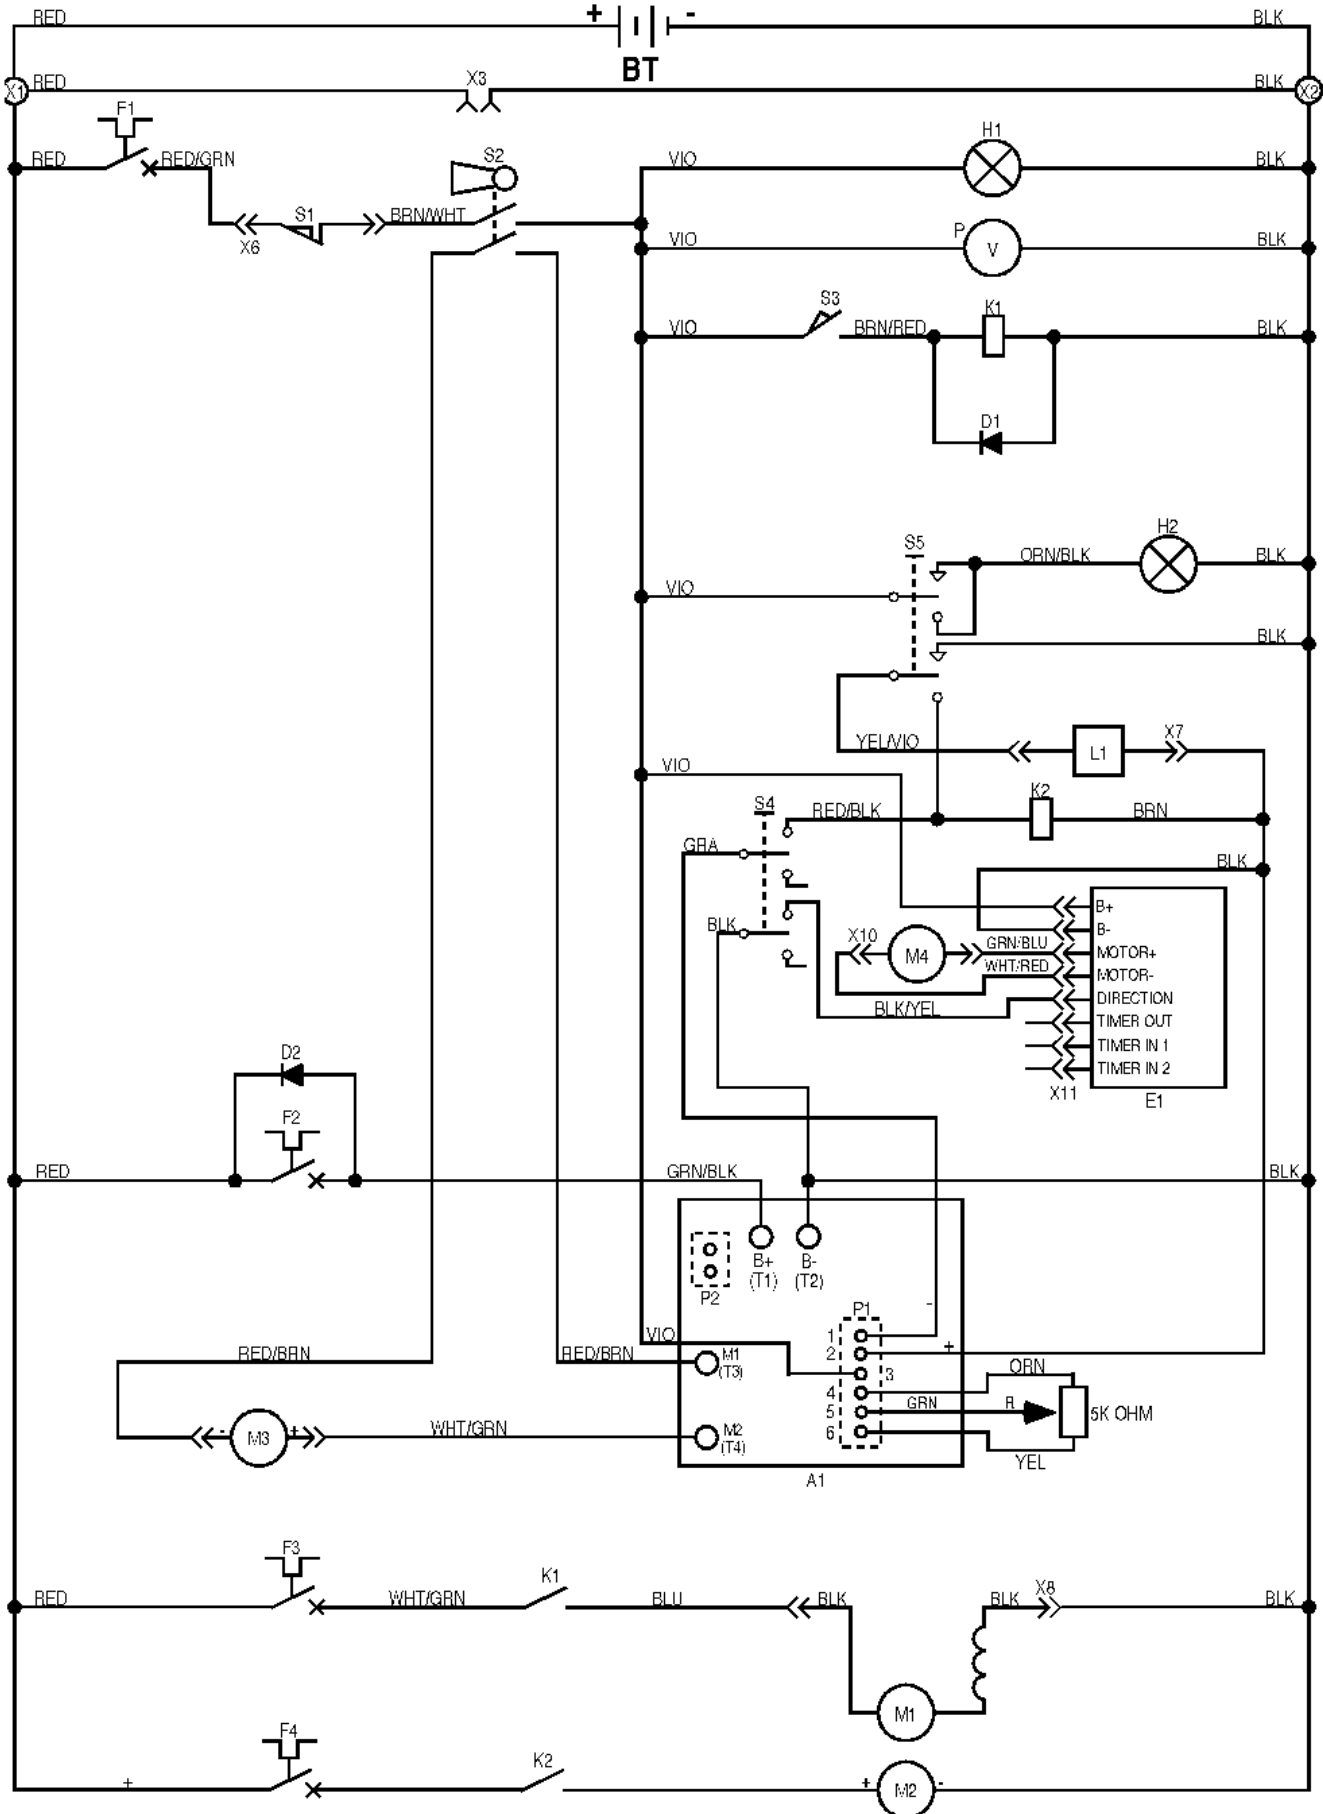 RED + - BLK
BT
X1 RED X3 BLK X2
F1 H1
RED RED/GRN S2 VIO BLK
S1 BRN/WHT
X6
P V
VIO BLK
S3 K1
VIO BRN/RED BLK
D1
H2
S5 ORN/BLK BLK
VIO
BLK
YEL/VIO L1 X7
VIO
S4 RED/BLK K2 BRN
GRA BLK
B+
BLK B-
X10 M4 GRN/BLU MOTOR+
WHT/RED MOTOR-
BLK/YEL DIRECTION
TIMER OUT
D2 TIMER IN 1
TIMER IN 2
X11 E1
F2
RED GRN/BLK BLK
B+ B-
(T1) (T2)
P2
P1
-
1
VIO 2 +
RED/BRN RED/BRN M1
(T3) 3
ORN
4
GRN R
5 5K OHM
- M3 + WHT/GRN M2
(T4) 6
YEL
A1
F3
K1 X8
RED WHT/GRN BLU BLK BLK BLK
M1
F4
K2
+ + M2 -